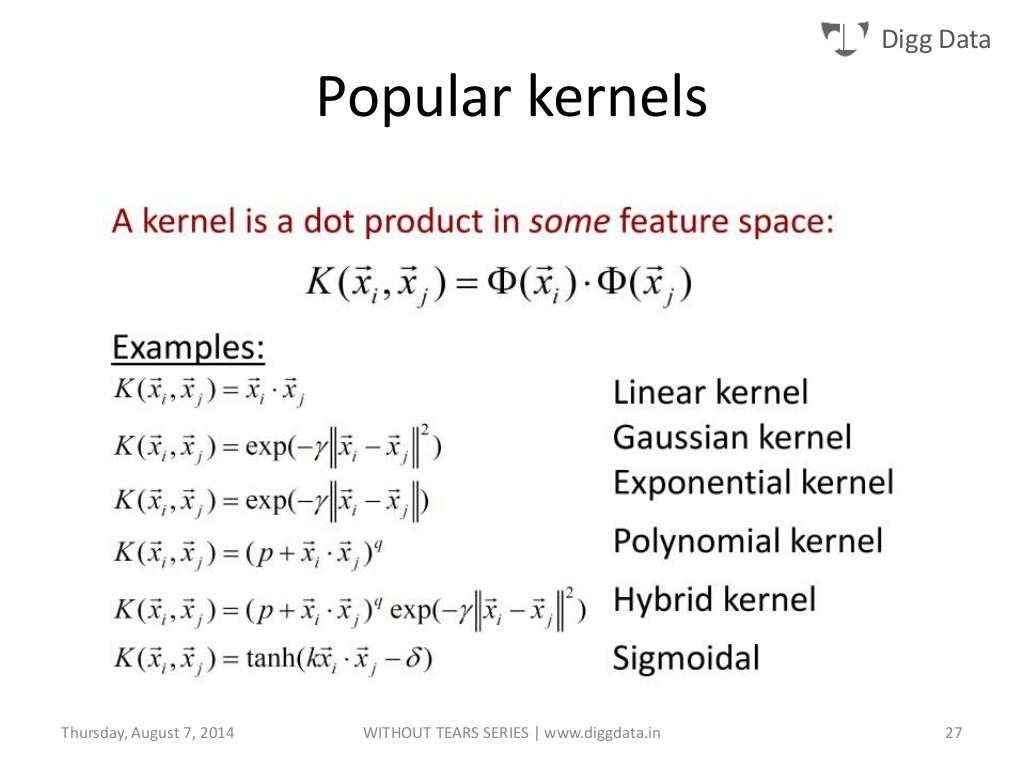 Digg Data
Popular kernels
A kernel is a dot product in some feature space:
K(x⃗ᵢ, x⃗ⱼ) = Φ(x⃗ᵢ) · Φ(x⃗ⱼ)
Examples:
K(x⃗ᵢ, x⃗ⱼ) = x⃗ᵢ · x⃗ⱼ Linear kernel
K(x⃗ᵢ, x⃗ⱼ) = exp(−γ‖x⃗ᵢ − x⃗ⱼ‖²) Gaussian kernel
K(x⃗ᵢ, x⃗ⱼ) = exp(−γ‖x⃗ᵢ − x⃗ⱼ‖) Exponential kernel
K(x⃗ᵢ, x⃗ⱼ) = (p + x⃗ᵢ · x⃗ⱼ)^q Polynomial kernel
K(x⃗ᵢ, x⃗ⱼ) = (p + x⃗ᵢ · x⃗ⱼ)^q exp(−γ‖x⃗ᵢ − x⃗ⱼ‖²) Hybrid kernel
K(x⃗ᵢ, x⃗ⱼ) = tanh(kx⃗ᵢ · x⃗ⱼ − δ) Sigmoidal
Thursday, August 7, 2014 WITHOUT TEARS SERIES | www.diggdata.in 27